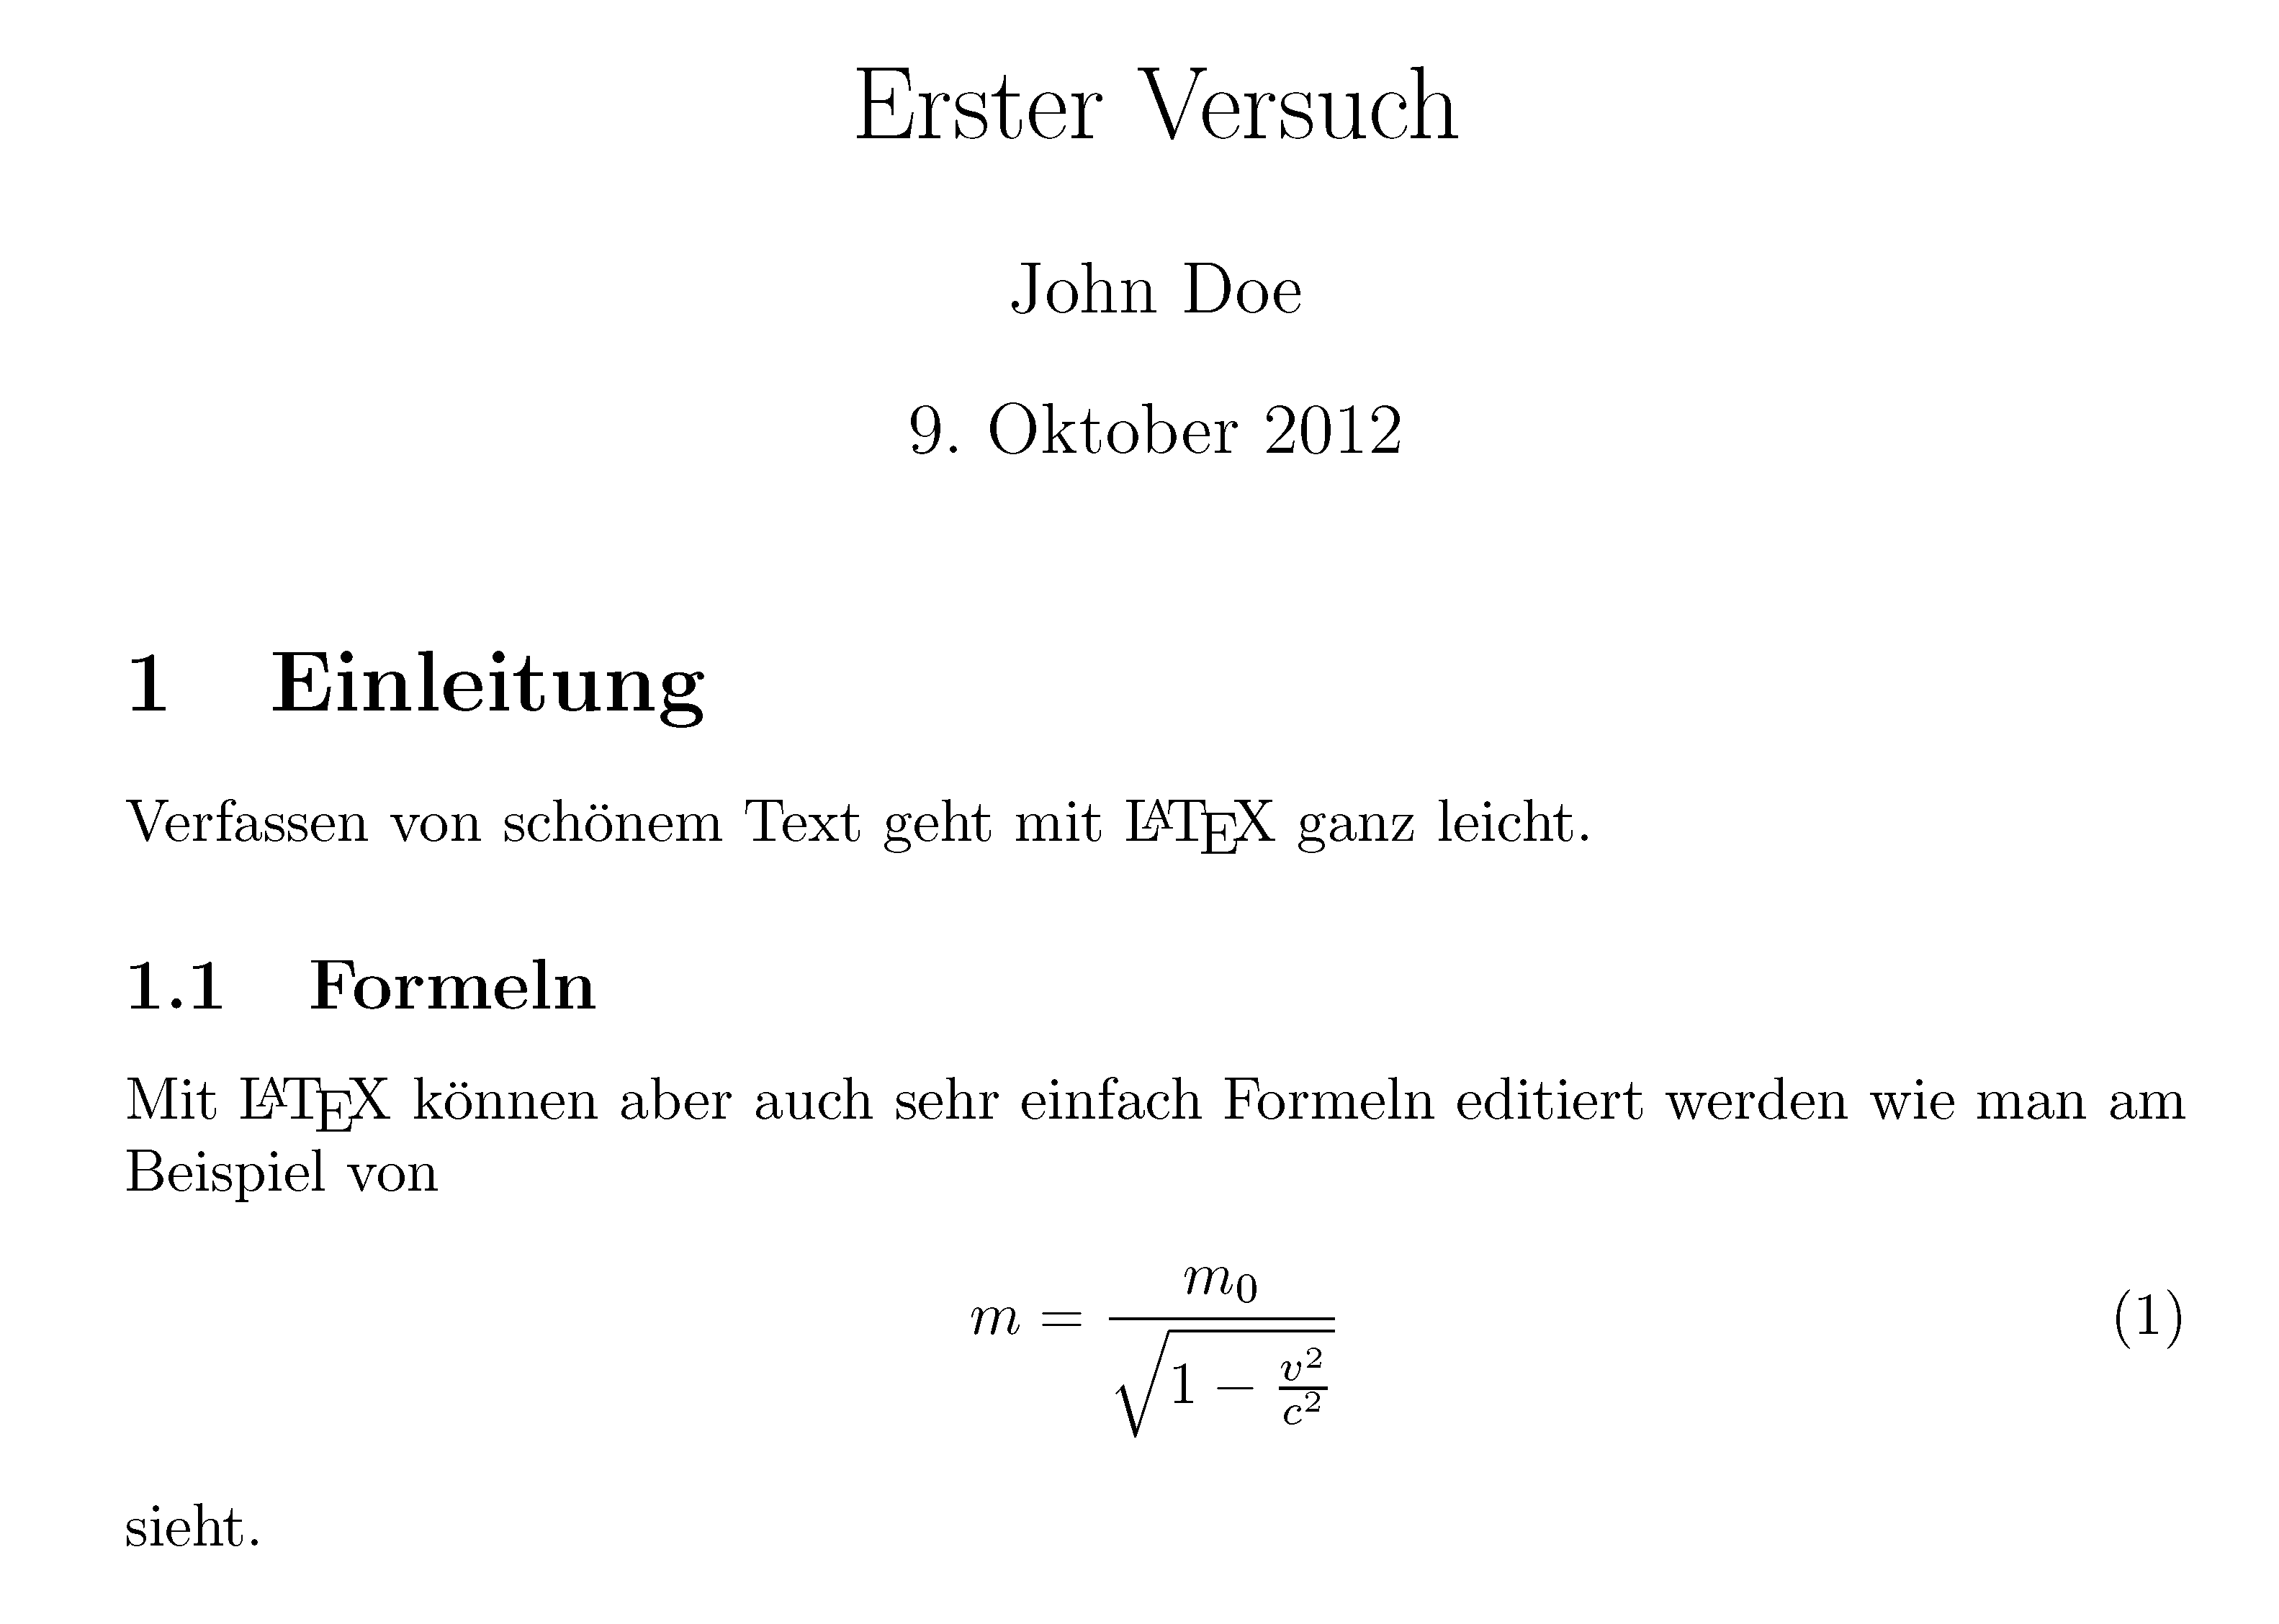 Erster Versuch
John Doe
9. Oktober 2012
1 Einleitung
Verfassen von schönem Text geht mit LATEX ganz leicht.
1.1 Formeln
Mit LATEX können aber auch sehr einfach Formeln editiert werden wie man am
Beispiel von
m = \frac{m_0}{\sqrt{1 - \frac{v^2}{c^2}}} (1)
sieht.